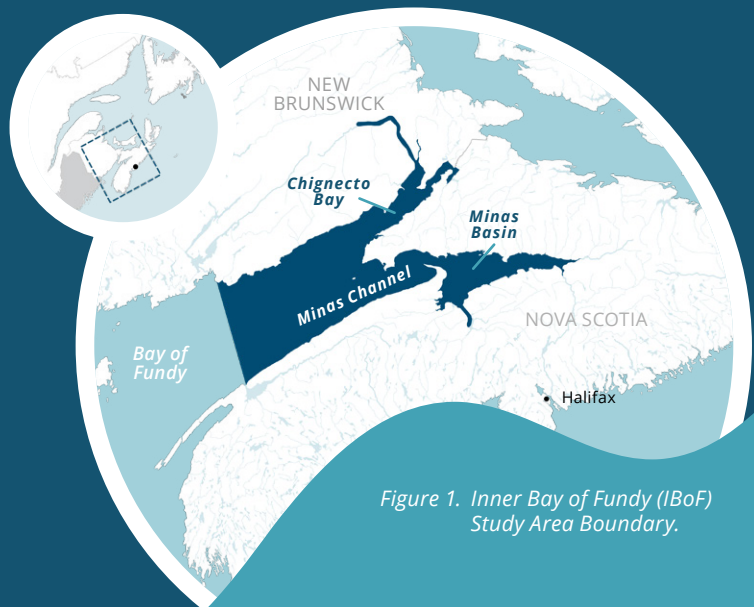 NEW
BRUNSWICK
Chignecto
Bay
Minas
Basin
Minas Channel
NOVA SCOTIA
Bay of
Fundy
Halifax
Figure 1. Inner Bay of Fundy (IBoF)
Study Area Boundary.